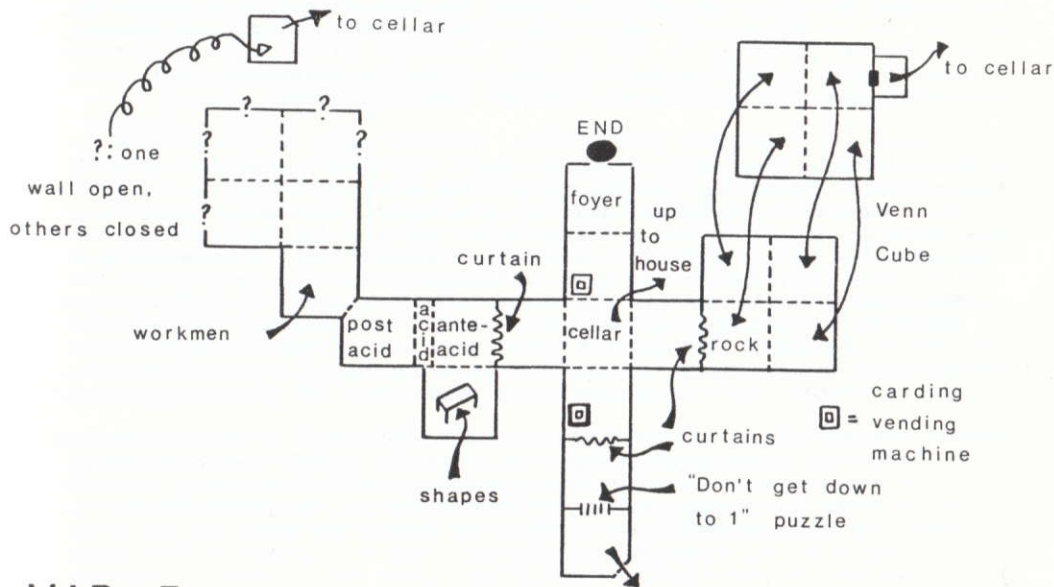 to cellar
?
?
?: one
wall open,
others closed
?
?
workmen
post
acid
acid
ante-
acid
curtain
shapes
END
foyer
up
to
house
cellar
rock
to cellar
Venn
Cube
carding
= vending
machine
curtains
"Don't get down
to 1" puzzle